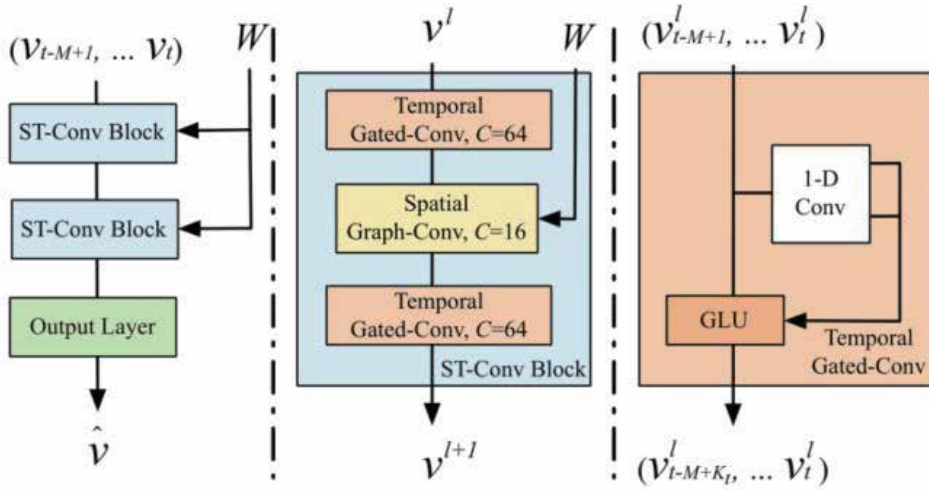 (v_{t-M+1}, ... v_t)
W
ST-Conv Block
ST-Conv Block
Output Layer
v̂
v^l
W
Temporal
Gated-Conv, C=64
Spatial
Graph-Conv, C=16
Temporal
Gated-Conv, C=64
ST-Conv Block
v^{l+1}
(v^l_{t-M+1}, ... v^l_t)
1-D
Conv
GLU
Temporal
Gated-Conv
(v^l_{t-M+K_t}, ... v^l_t)